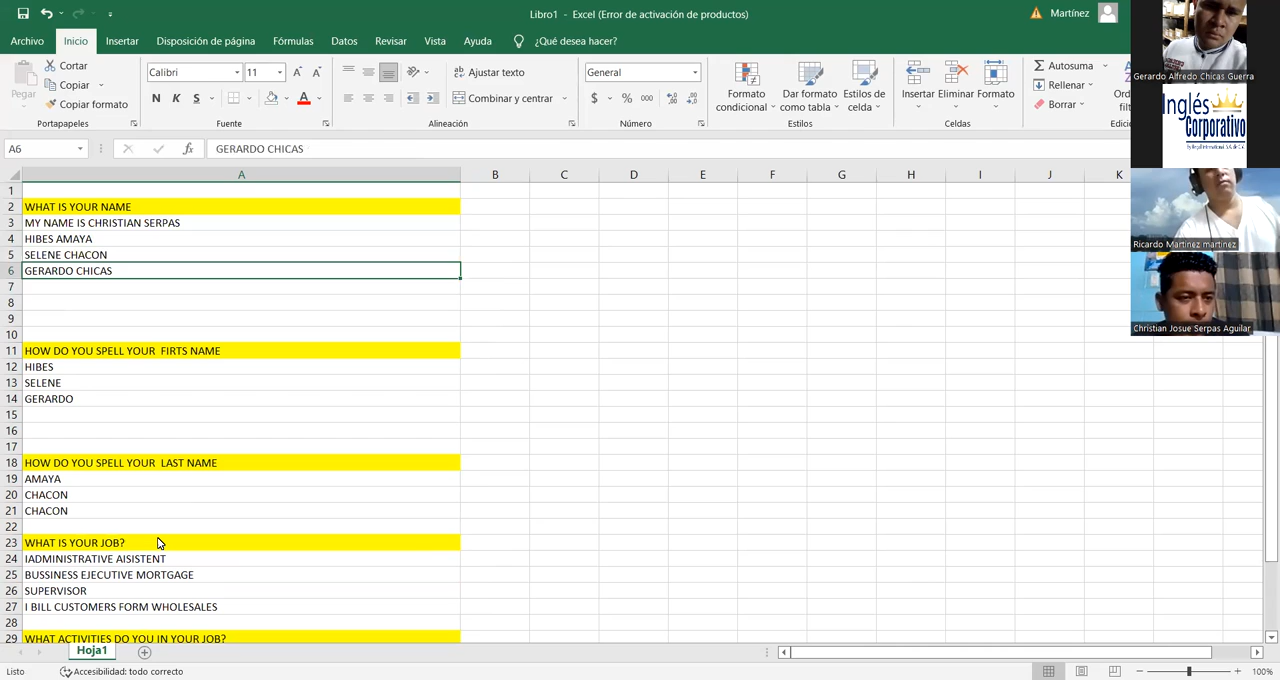 Libro1 - Excel (Error de activación de productos)
Martínez
Archivo Inicio Insertar Disposición de página Fórmulas Datos Revisar Vista Ayuda ¿Qué desea hacer?
Pegar
Cortar
Copiar
Copiar formato
Portapapeles
Calibri 11
N K S
Fuente
Ajustar texto
Combinar y centrar
Alineación
General
$ % 000
Número
Formato condicional
Dar formato como tabla
Estilos de celda
Estilos
Insertar Eliminar Formato
Celdas
Autosuma
Rellenar
Borrar
Gerardo Alfredo Chicas Guerra
Inglés
Corporativo
Ricardo Martinez martinez
Christian Josue Serpas Aguilar
A6 fx GERARDO CHICAS
A B C D E F G H I J K
1
2 WHAT IS YOUR NAME
3 MY NAME IS CHRISTIAN SERPAS
4 HIBES AMAYA
5 SELENE CHACON
6 GERARDO CHICAS
7
8
9
10
11 HOW DO YOU SPELL YOUR FIRTS NAME
12 HIBES
13 SELENE
14 GERARDO
15
16
17
18 HOW DO YOU SPELL YOUR LAST NAME
19 AMAYA
20 CHACON
21 CHACON
22
23 WHAT IS YOUR JOB?
24 IADMINISTRATIVE AISISTENT
25 BUSSINESS EJECUTIVE MORTGAGE
26 SUPERVISOR
27 I BILL CUSTOMERS FORM WHOLESALES
28
29 WHAT ACTIVITIES DO YOU IN YOUR JOB?
Hoja1
Listo Accesibilidad: todo correcto 100%